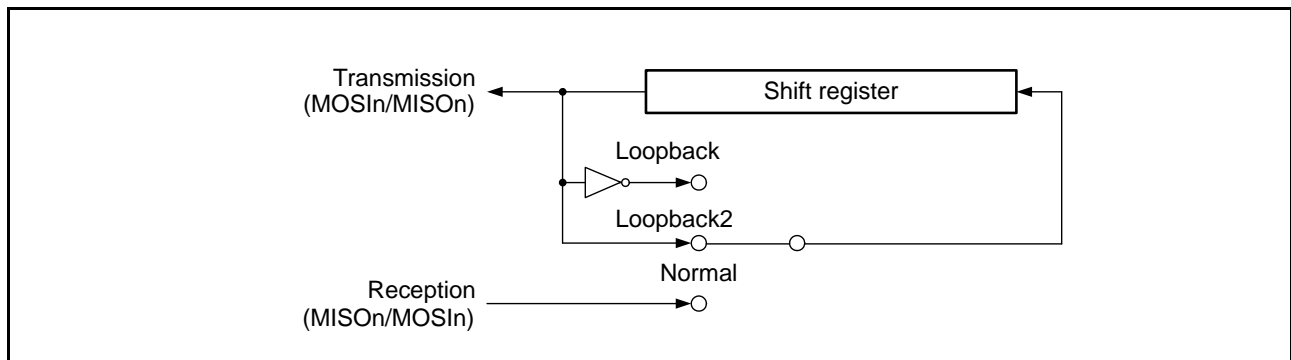 Transmission
(MOSIn/MISOn)
Shift register
Loopback
Loopback2
Normal
Reception
(MISOn/MOSIn)